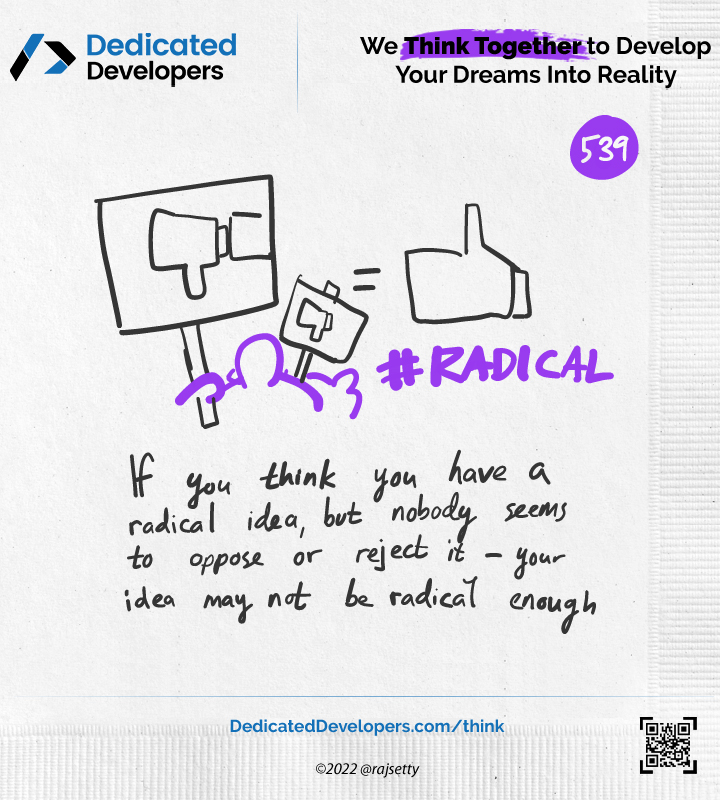 Dedicated
Developers
We Think Together to Develop
Your Dreams Into Reality
539
=
#RADICAL
If you think you have a
radical idea, but nobody seems
to oppose or reject it – your
idea may not be radical enough
DedicatedDevelopers.com/think
©2022 @rajsetty